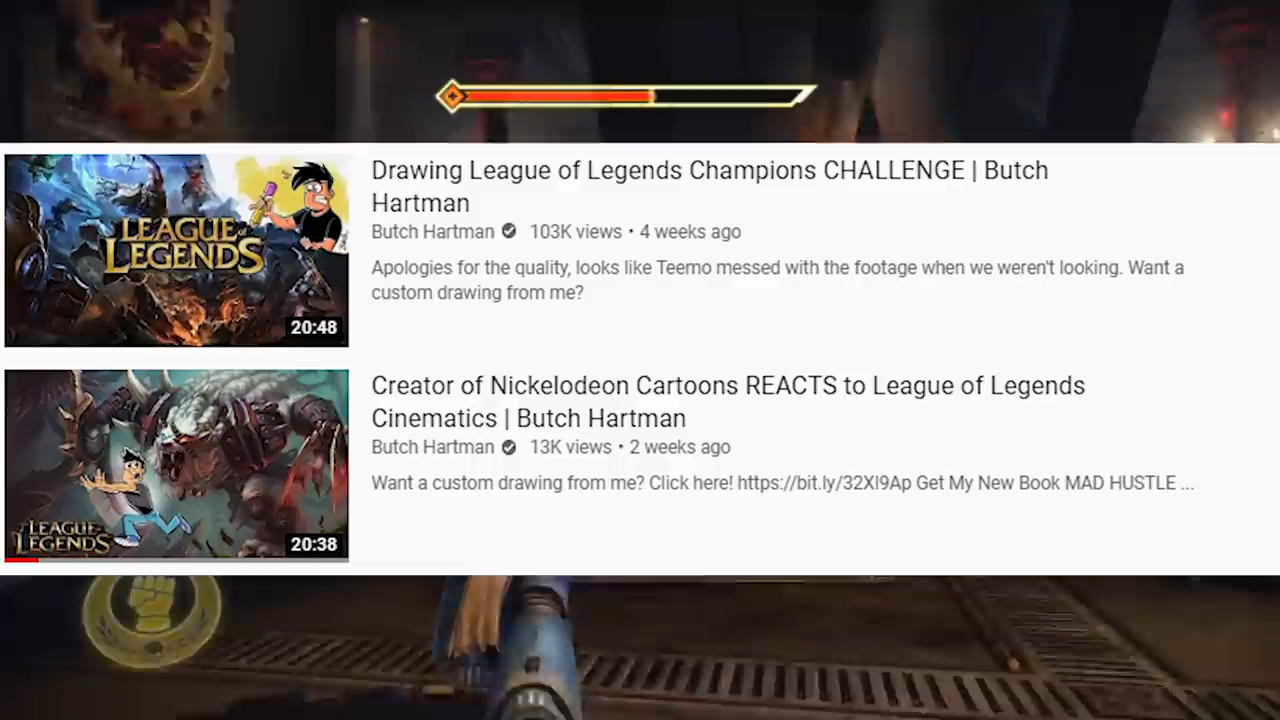 LEAGUE of
LEGENDS
20:48
Drawing League of Legends Champions CHALLENGE | Butch
Hartman
Butch Hartman 103K views • 4 weeks ago
Apologies for the quality, looks like Teemo messed with the footage when we weren't looking. Want a
custom drawing from me?
LEAGUE
LEGENDS
20:38
Creator of Nickelodeon Cartoons REACTS to League of Legends
Cinematics | Butch Hartman
Butch Hartman 13K views • 2 weeks ago
Want a custom drawing from me? Click here! https://bit.ly/32XI9Ap Get My New Book MAD HUSTLE ...